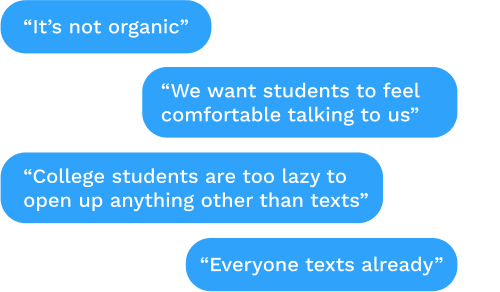 “It’s not organic”
“We want students to feel
comfortable talking to us”
“College students are too lazy to
open up anything other than texts”
“Everyone texts already”